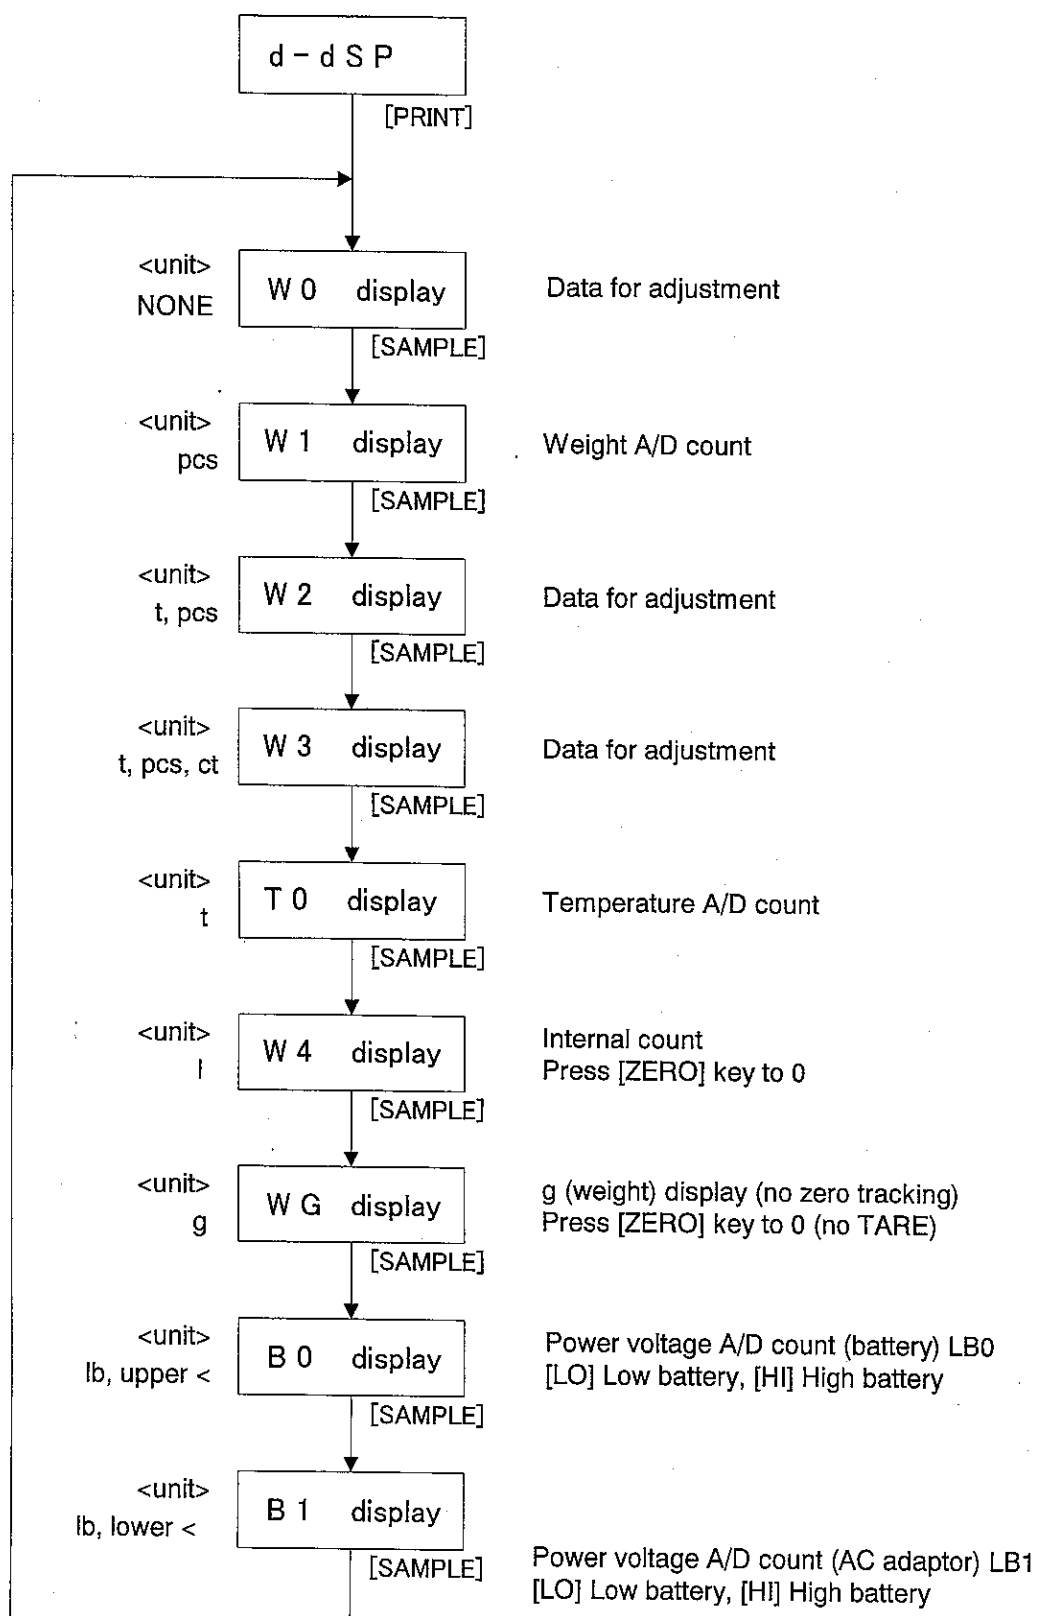 d - d S P
[PRINT]
<unit>
NONE
W 0 display
Data for adjustment
[SAMPLE]
<unit>
pcs
W 1 display
Weight A/D count
[SAMPLE]
<unit>
t, pcs
W 2 display
Data for adjustment
[SAMPLE]
<unit>
t, pcs, ct
W 3 display
Data for adjustment
[SAMPLE]
<unit>
t
T 0 display
Temperature A/D count
[SAMPLE]
<unit>
l
W 4 display
Internal count
Press [ZERO] key to 0
[SAMPLE]
<unit>
g
W G display
g (weight) display (no zero tracking)
Press [ZERO] key to 0 (no TARE)
[SAMPLE]
<unit>
lb, upper <
B 0 display
Power voltage A/D count (battery) LB0
[LO] Low battery, [HI] High battery
[SAMPLE]
<unit>
lb, lower <
B 1 display
[SAMPLE]
Power voltage A/D count (AC adaptor) LB1
[LO] Low battery, [HI] High battery